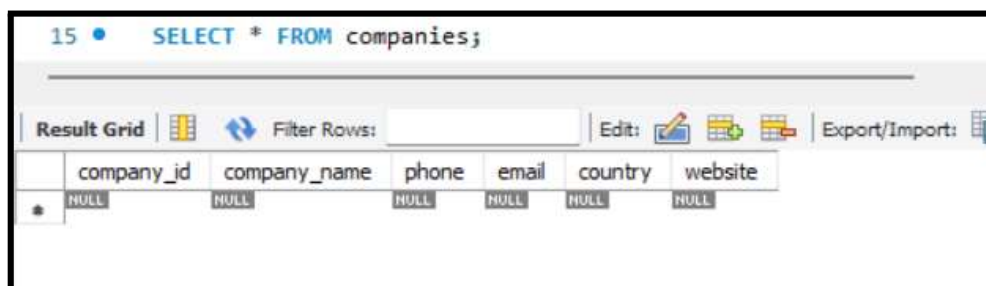 15 SELECT * FROM companies;
Result Grid Filter Rows: Edit: Export/Import:
company_id company_name phone email country website
* NULL NULL NULL NULL NULL NULL